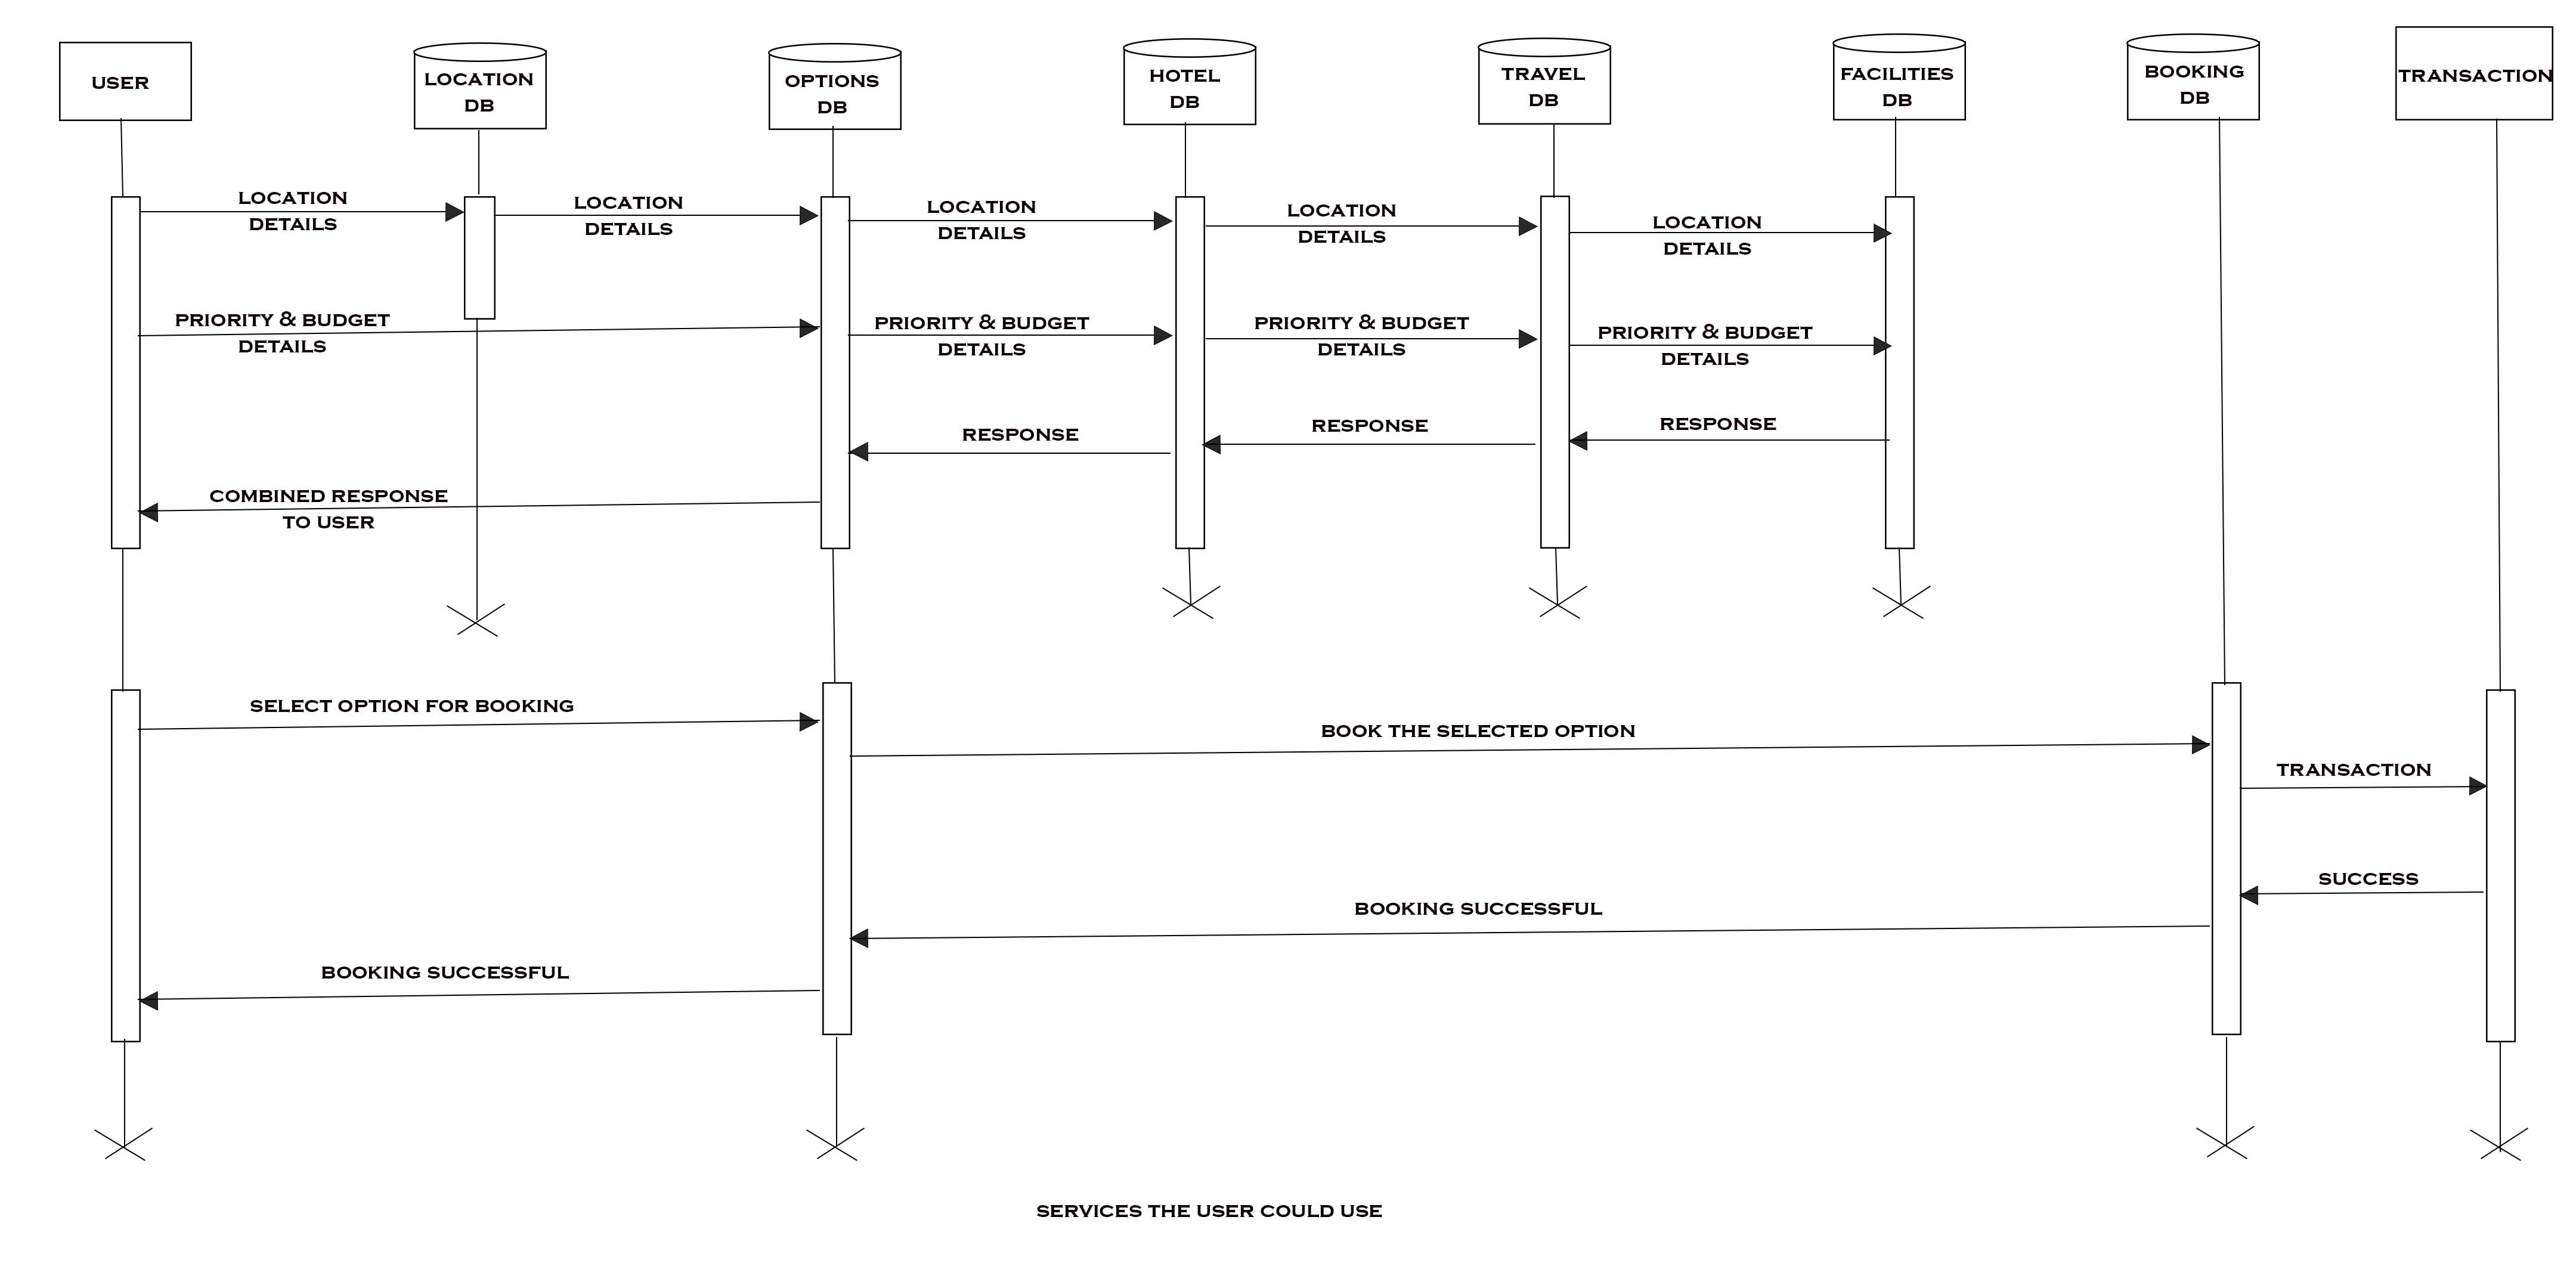 USER
LOCATION
DB
OPTIONS
DB
HOTEL
DB
TRAVEL
DB
FACILITIES
DB
BOOKING
DB
TRANSACTION
LOCATION
DETAILS
LOCATION
DETAILS
LOCATION
DETAILS
LOCATION
DETAILS
LOCATION
DETAILS
PRIORITY & BUDGET
DETAILS
PRIORITY & BUDGET
DETAILS
PRIORITY & BUDGET
DETAILS
PRIORITY & BUDGET
DETAILS
RESPONSE
RESPONSE
RESPONSE
COMBINED RESPONSE
TO USER
SELECT OPTION FOR BOOKING
BOOK THE SELECTED OPTION
TRANSACTION
SUCCESS
BOOKING SUCCESSFUL
BOOKING SUCCESSFUL
SERVICES THE USER COULD USE